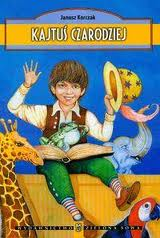 Janusz Korczak
KAJTUŚ CZARODZIEJ
WYDAWNICTWO ZIELONA SOWA